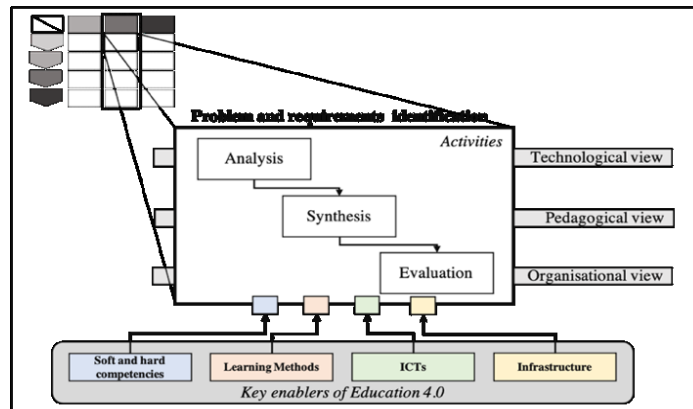 Problem and requirements identification
Activities
Analysis
Technological view
Synthesis
Pedagogical view
Evaluation
Organisational view
Soft and hard
competencies
Learning Methods
ICTs
Infrastructure
Key enablers of Education 4.0